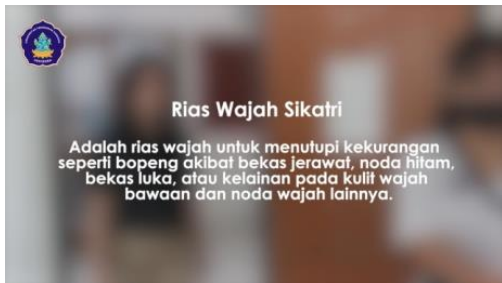 Rias Wajah Sikatri
Adalah rias wajah untuk menutupi kekurangan
seperti bopeng akibat bekas jerawat, noda hitam,
bekas luka, atau kelainan pada kulit wajah
bawaan dan noda wajah lainnya.